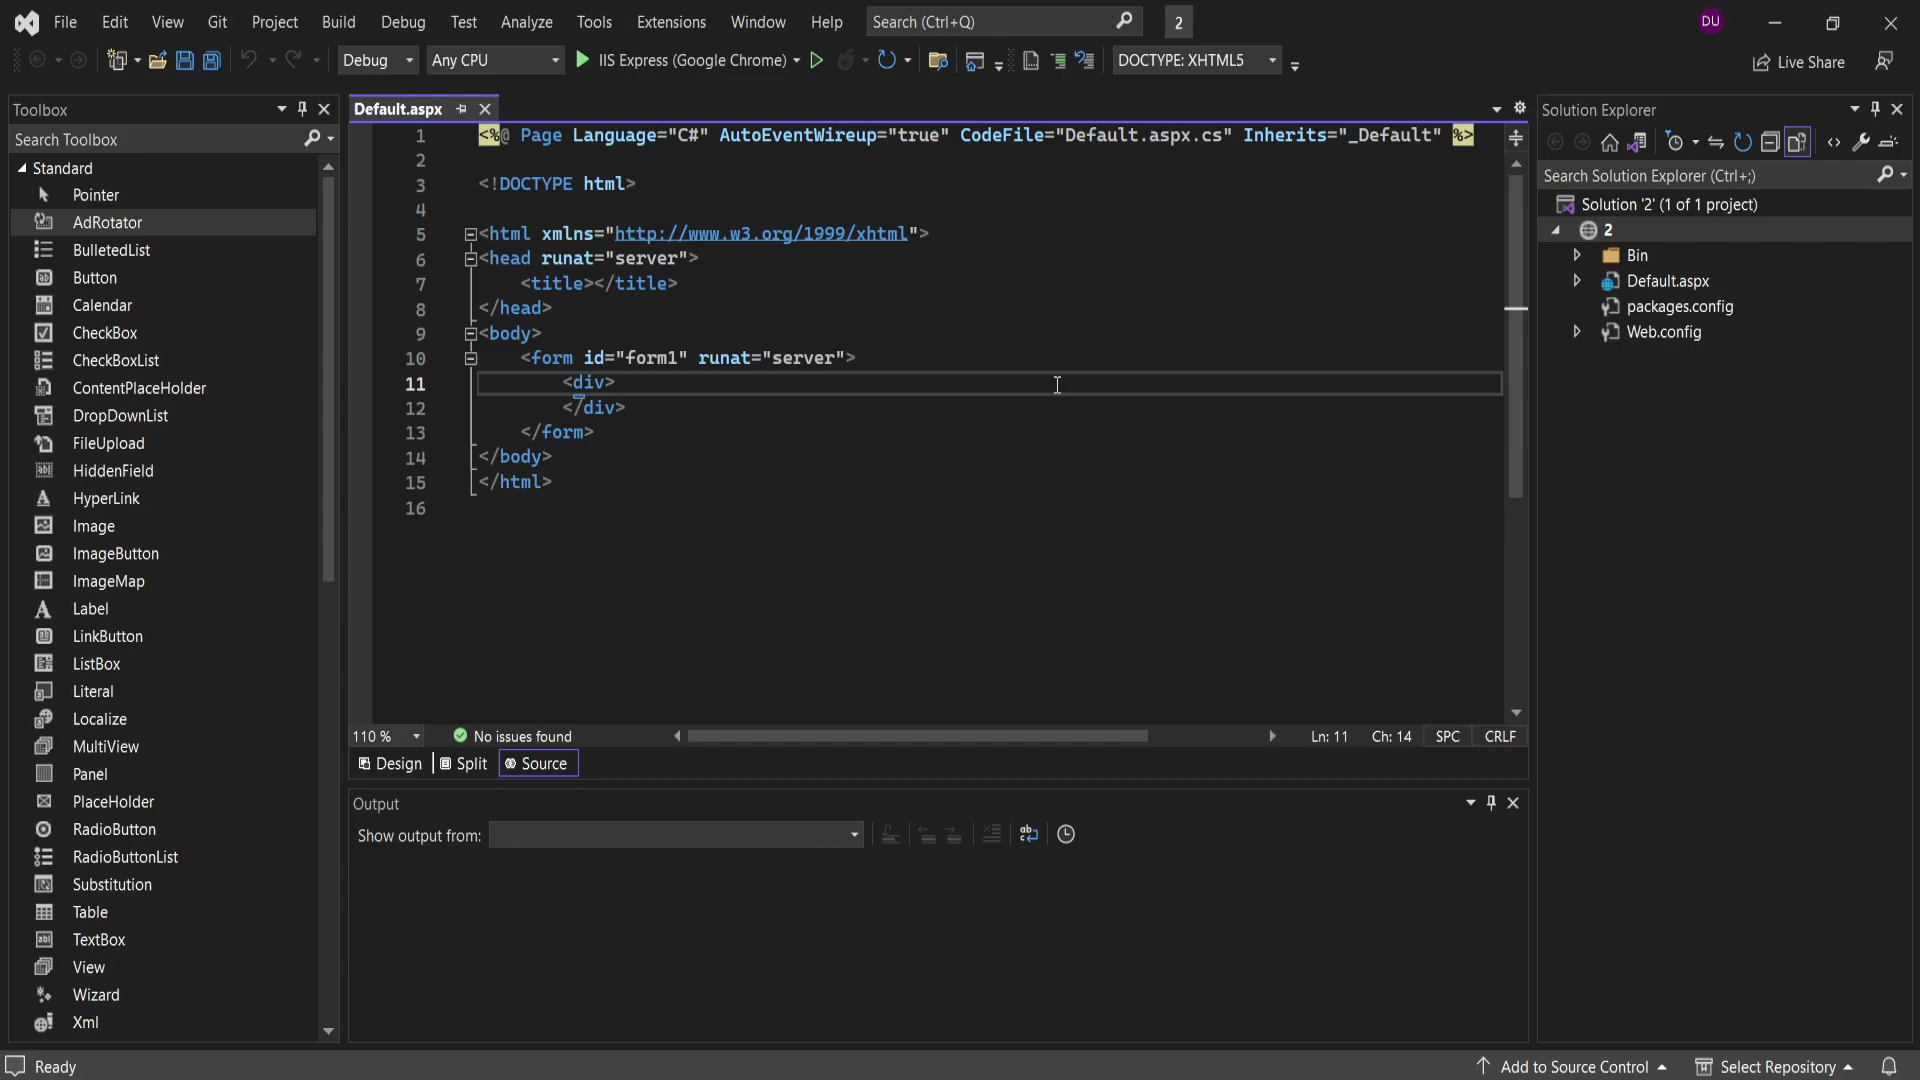 File Edit View Git Project Build Debug Test Analyze Tools Extensions Window Help Search (Ctrl+Q) 2 DU
Debug Any CPU IIS Express (Google Chrome) DOCTYPE: XHTML5 Live Share
Toolbox
Search Toolbox
Standard
Pointer
AdRotator
BulletedList
Button
Calendar
CheckBox
CheckBoxList
ContentPlaceHolder
DropDownList
FileUpload
HiddenField
HyperLink
Image
ImageButton
ImageMap
Label
LinkButton
ListBox
Literal
Localize
MultiView
Panel
PlaceHolder
RadioButton
RadioButtonList
Substitution
Table
TextBox
View
Wizard
Xml
Default.aspx
1 <%@ Page Language="C#" AutoEventWireup="true" CodeFile="Default.aspx.cs" Inherits="_Default" %>
2
3 <!DOCTYPE html>
4
5 <html xmlns="http://www.w3.org/1999/xhtml">
6 <head runat="server">
7 <title></title>
8 </head>
9 <body>
10 <form id="form1" runat="server">
11 <div>
12 </div>
13 </form>
14 </body>
15 </html>
16
110 % No issues found Ln: 11 Ch: 14 SPC CRLF
Design Split Source
Output
Show output from:
Solution Explorer
Search Solution Explorer (Ctrl+;)
Solution '2' (1 of 1 project)
2
Bin
Default.aspx
packages.config
Web.config
Ready Add to Source Control Select Repository